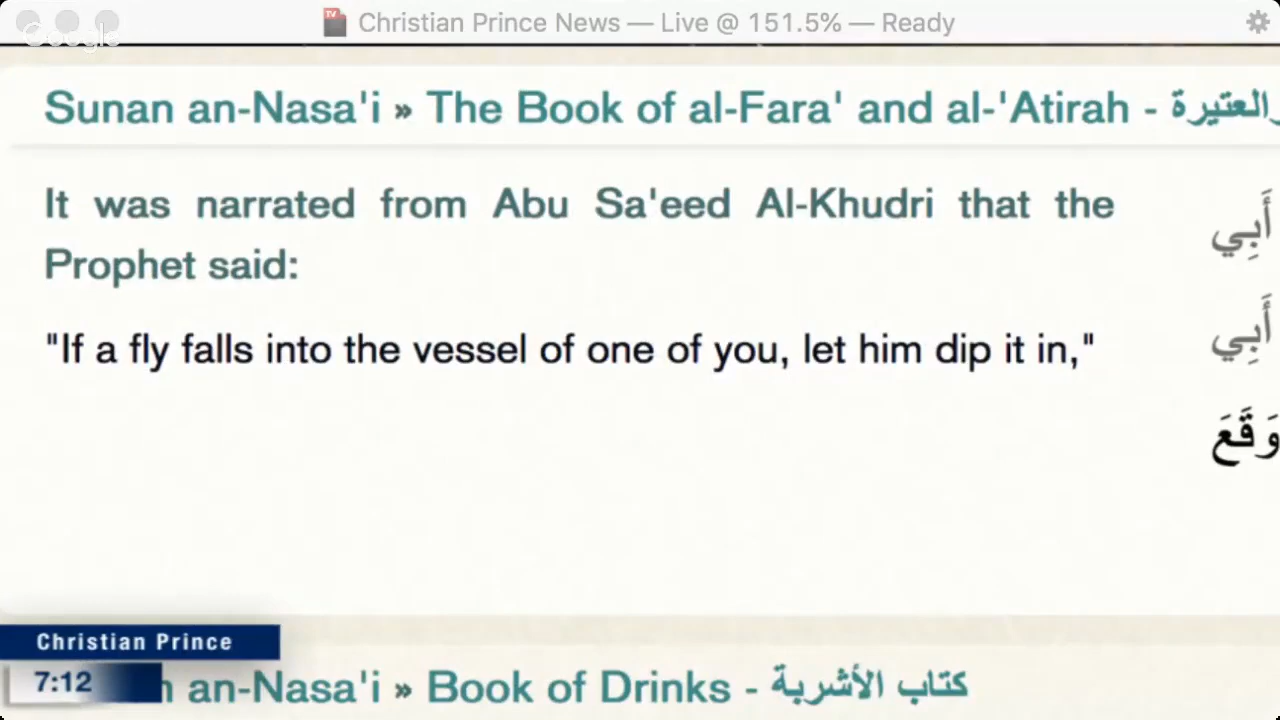 Google
Christian Prince News — Live @ 151.5% — Ready
Sunan an-Nasa'i » The Book of al-Fara' and al-'Atirah - والعتيرة
It was narrated from Abu Sa'eed Al-Khudri that the
أَبِي
Prophet said:
"If a fly falls into the vessel of one of you, let him dip it in,"
أَبِي
وَقَعَ
Christian Prince
7:12
an-Nasa'i » Book of Drinks - كتاب الأشربة